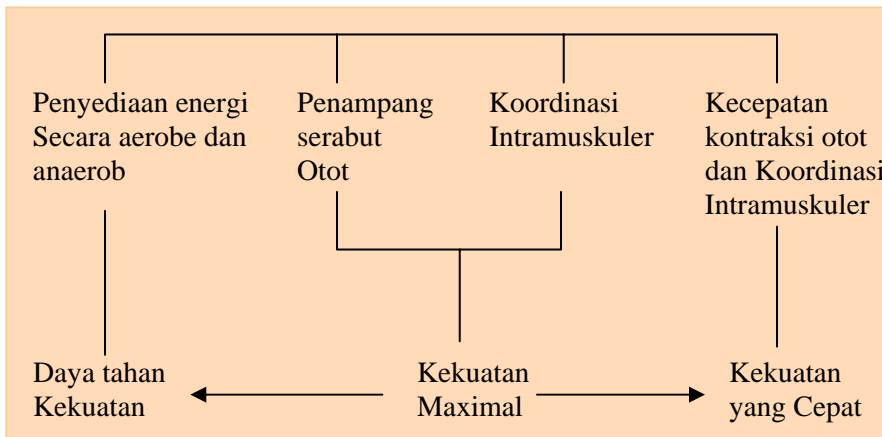 Penyediaan energi
Secara aerobe dan
anaerob
Penampang
serabut
Otot
Koordinasi
Intramuskuler
Kecepatan
kontraksi otot
dan Koordinasi
Intramuskuler
Daya tahan
Kekuatan
Kekuatan
Maximal
Kekuatan
yang Cepat